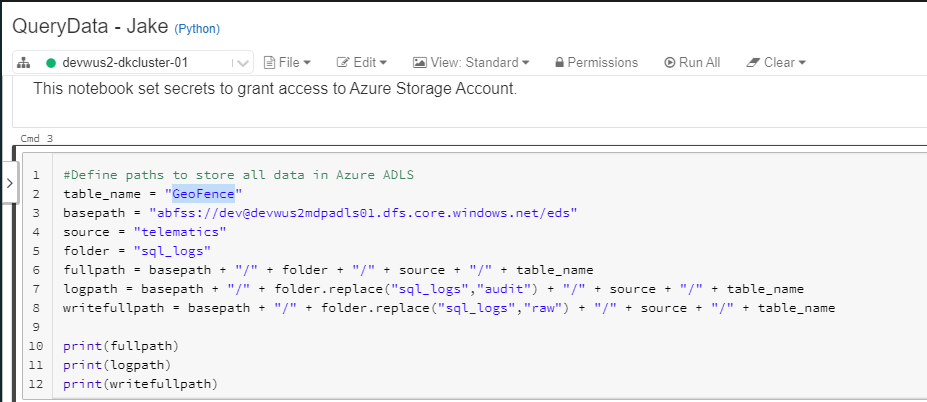 QueryData - Jake (Python)
devwus2-dkcluster-01 File Edit View: Standard Permissions Run All Clear
This notebook set secrets to grant access to Azure Storage Account.
Cmd 3
1 #Define paths to store all data in Azure ADLS
2 table_name = "GeoFence"
3 basepath = "abfss://dev@devwus2mdpadls01.dfs.core.windows.net/eds"
4 source = "telematics"
5 folder = "sql_logs"
6 fullpath = basepath + "/" + folder + "/" + source + "/" + table_name
7 logpath = basepath + "/" + folder.replace("sql_logs","audit") + "/" + source + "/" + table_name
8 writefullpath = basepath + "/" + folder.replace("sql_logs","raw") + "/" + source + "/" + table_name
9
10 print(fullpath)
11 print(logpath)
12 print(writefullpath)